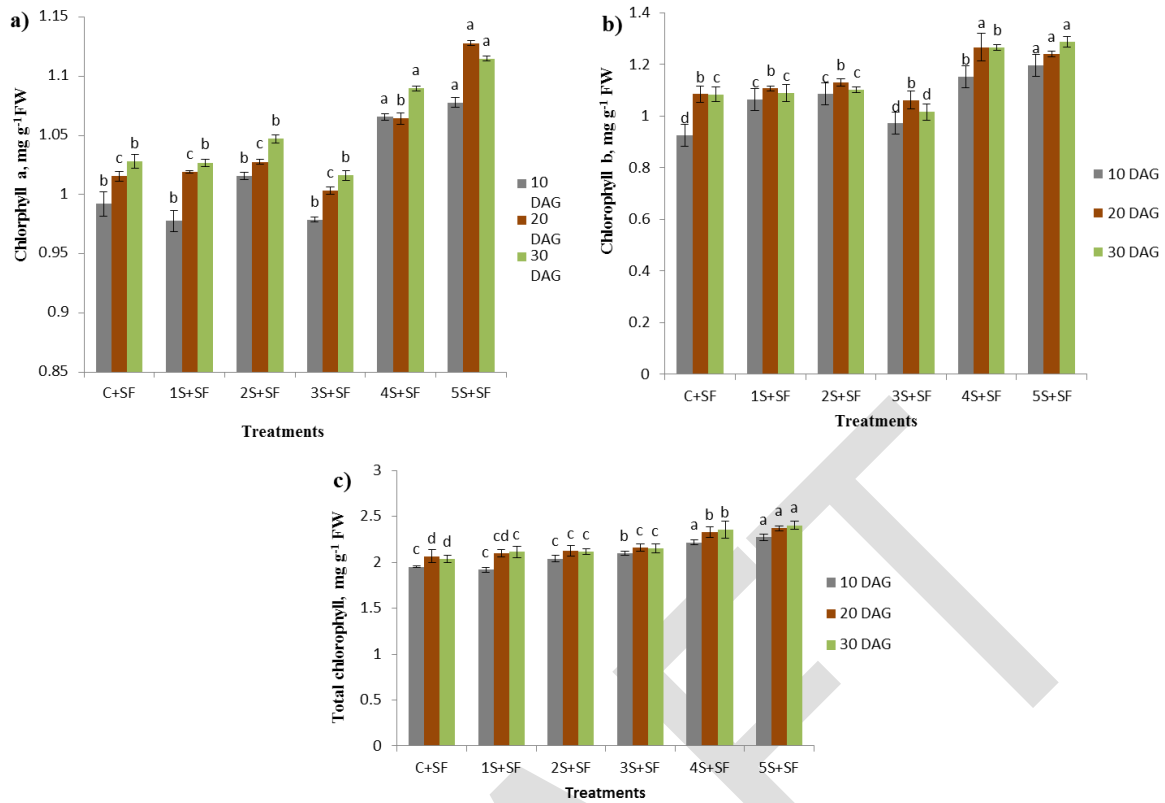 a)
Chlorphyll a, mg g-1FW
1.15
1.1
1.05
1
0.95
0.9
0.85
b c b
b c b
b c b
b c b
a b a
a a a
C+SF 1S+SF 2S+SF 3S+SF 4S+SF 5S+SF
Treatments
10
DAG
20
DAG
30
DAG
b)
Chlorophyll b, mg g-1 FW
1.4
1.2
1
0.8
0.6
0.4
0.2
0
d b c
c b c
c b c
d b d
b a b
a a a
C+SF 1S+SF 2S+SF 3S+SF 4S+SF 5S+SF
Treatments
10 DAG
20 DAG
30 DAG
c)
Total chlorophyll, mg g-1 FW
3
2.5
2
1.5
1
0.5
0
c d d
c cd c
c c c
b c c
a b b
a a a
C+SF 1S+SF 2S+SF 3S+SF 4S+SF 5S+SF
Treatments
10 DAG
20 DAG
30 DAG